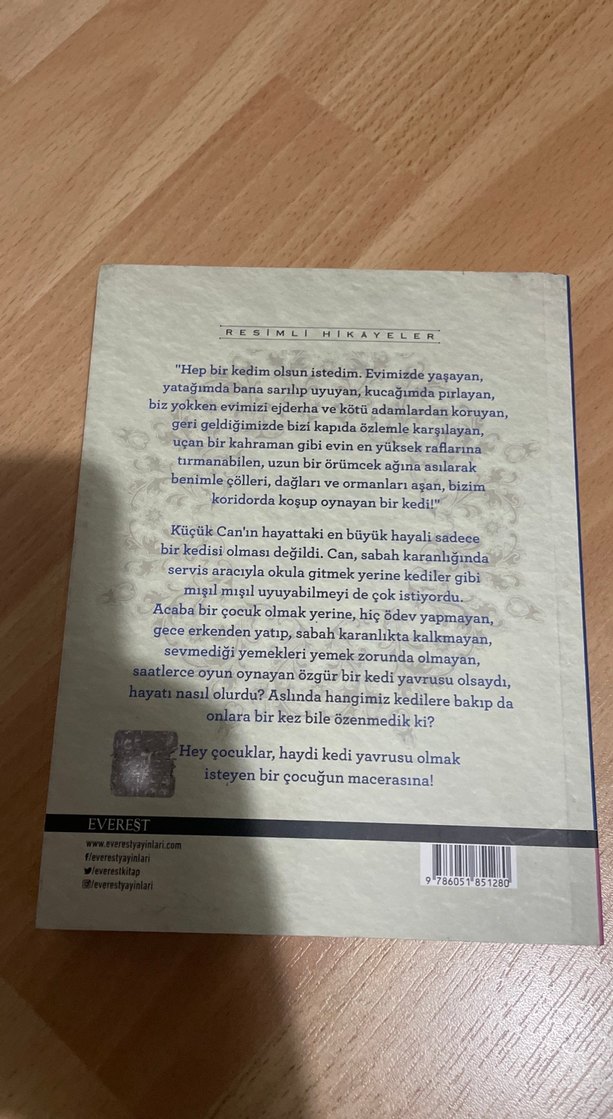 RESİMLİ HİKÂYELER
"Hep bir kedim olsun istedim. Evimizde yaşayan,
yatağımda bana sarılıp uyuyan, kucağımda pırlayan,
biz yokken evimizi ejderha ve kötü adamlardan koruyan,
geri geldiğimizde bizi kapıda özlemle karşılayan,
uçan bir kahraman gibi evin en yüksek raflarına
tırmanabilen, uzun bir örümcek ağına asılarak
benimle çölleri, dağları ve ormanları aşan, bizim
koridorda koşup oynayan bir kedi!"
Küçük Can'ın hayattaki en büyük hayali sadece
bir kedisi olması değildi. Can, sabah karanlığında
servis aracıyla okula gitmek yerine kediler gibi
mışıl mışıl uyuyabilmeyi de çok istiyordu.
Acaba bir çocuk olmak yerine, hiç ödev yapmayan,
gece erkenden yatıp, sabah karanlıkta kalkmayan,
sevmediği yemekleri yemek zorunda olmayan,
saatlerce oyun oynayan özgür bir kedi yavrusu olsaydı,
hayatı nasıl olurdu? Aslında hangimiz kedilere bakıp da
onlara bir kez bile özenmedik ki?
Hey çocuklar, haydi kedi yavrusu olmak
isteyen bir çocuğun macerasına!
EVEREST
www.everestyayinlari.com
/everestyayinlari
/everestkitap
/everestyayinlari
9 786051 851280